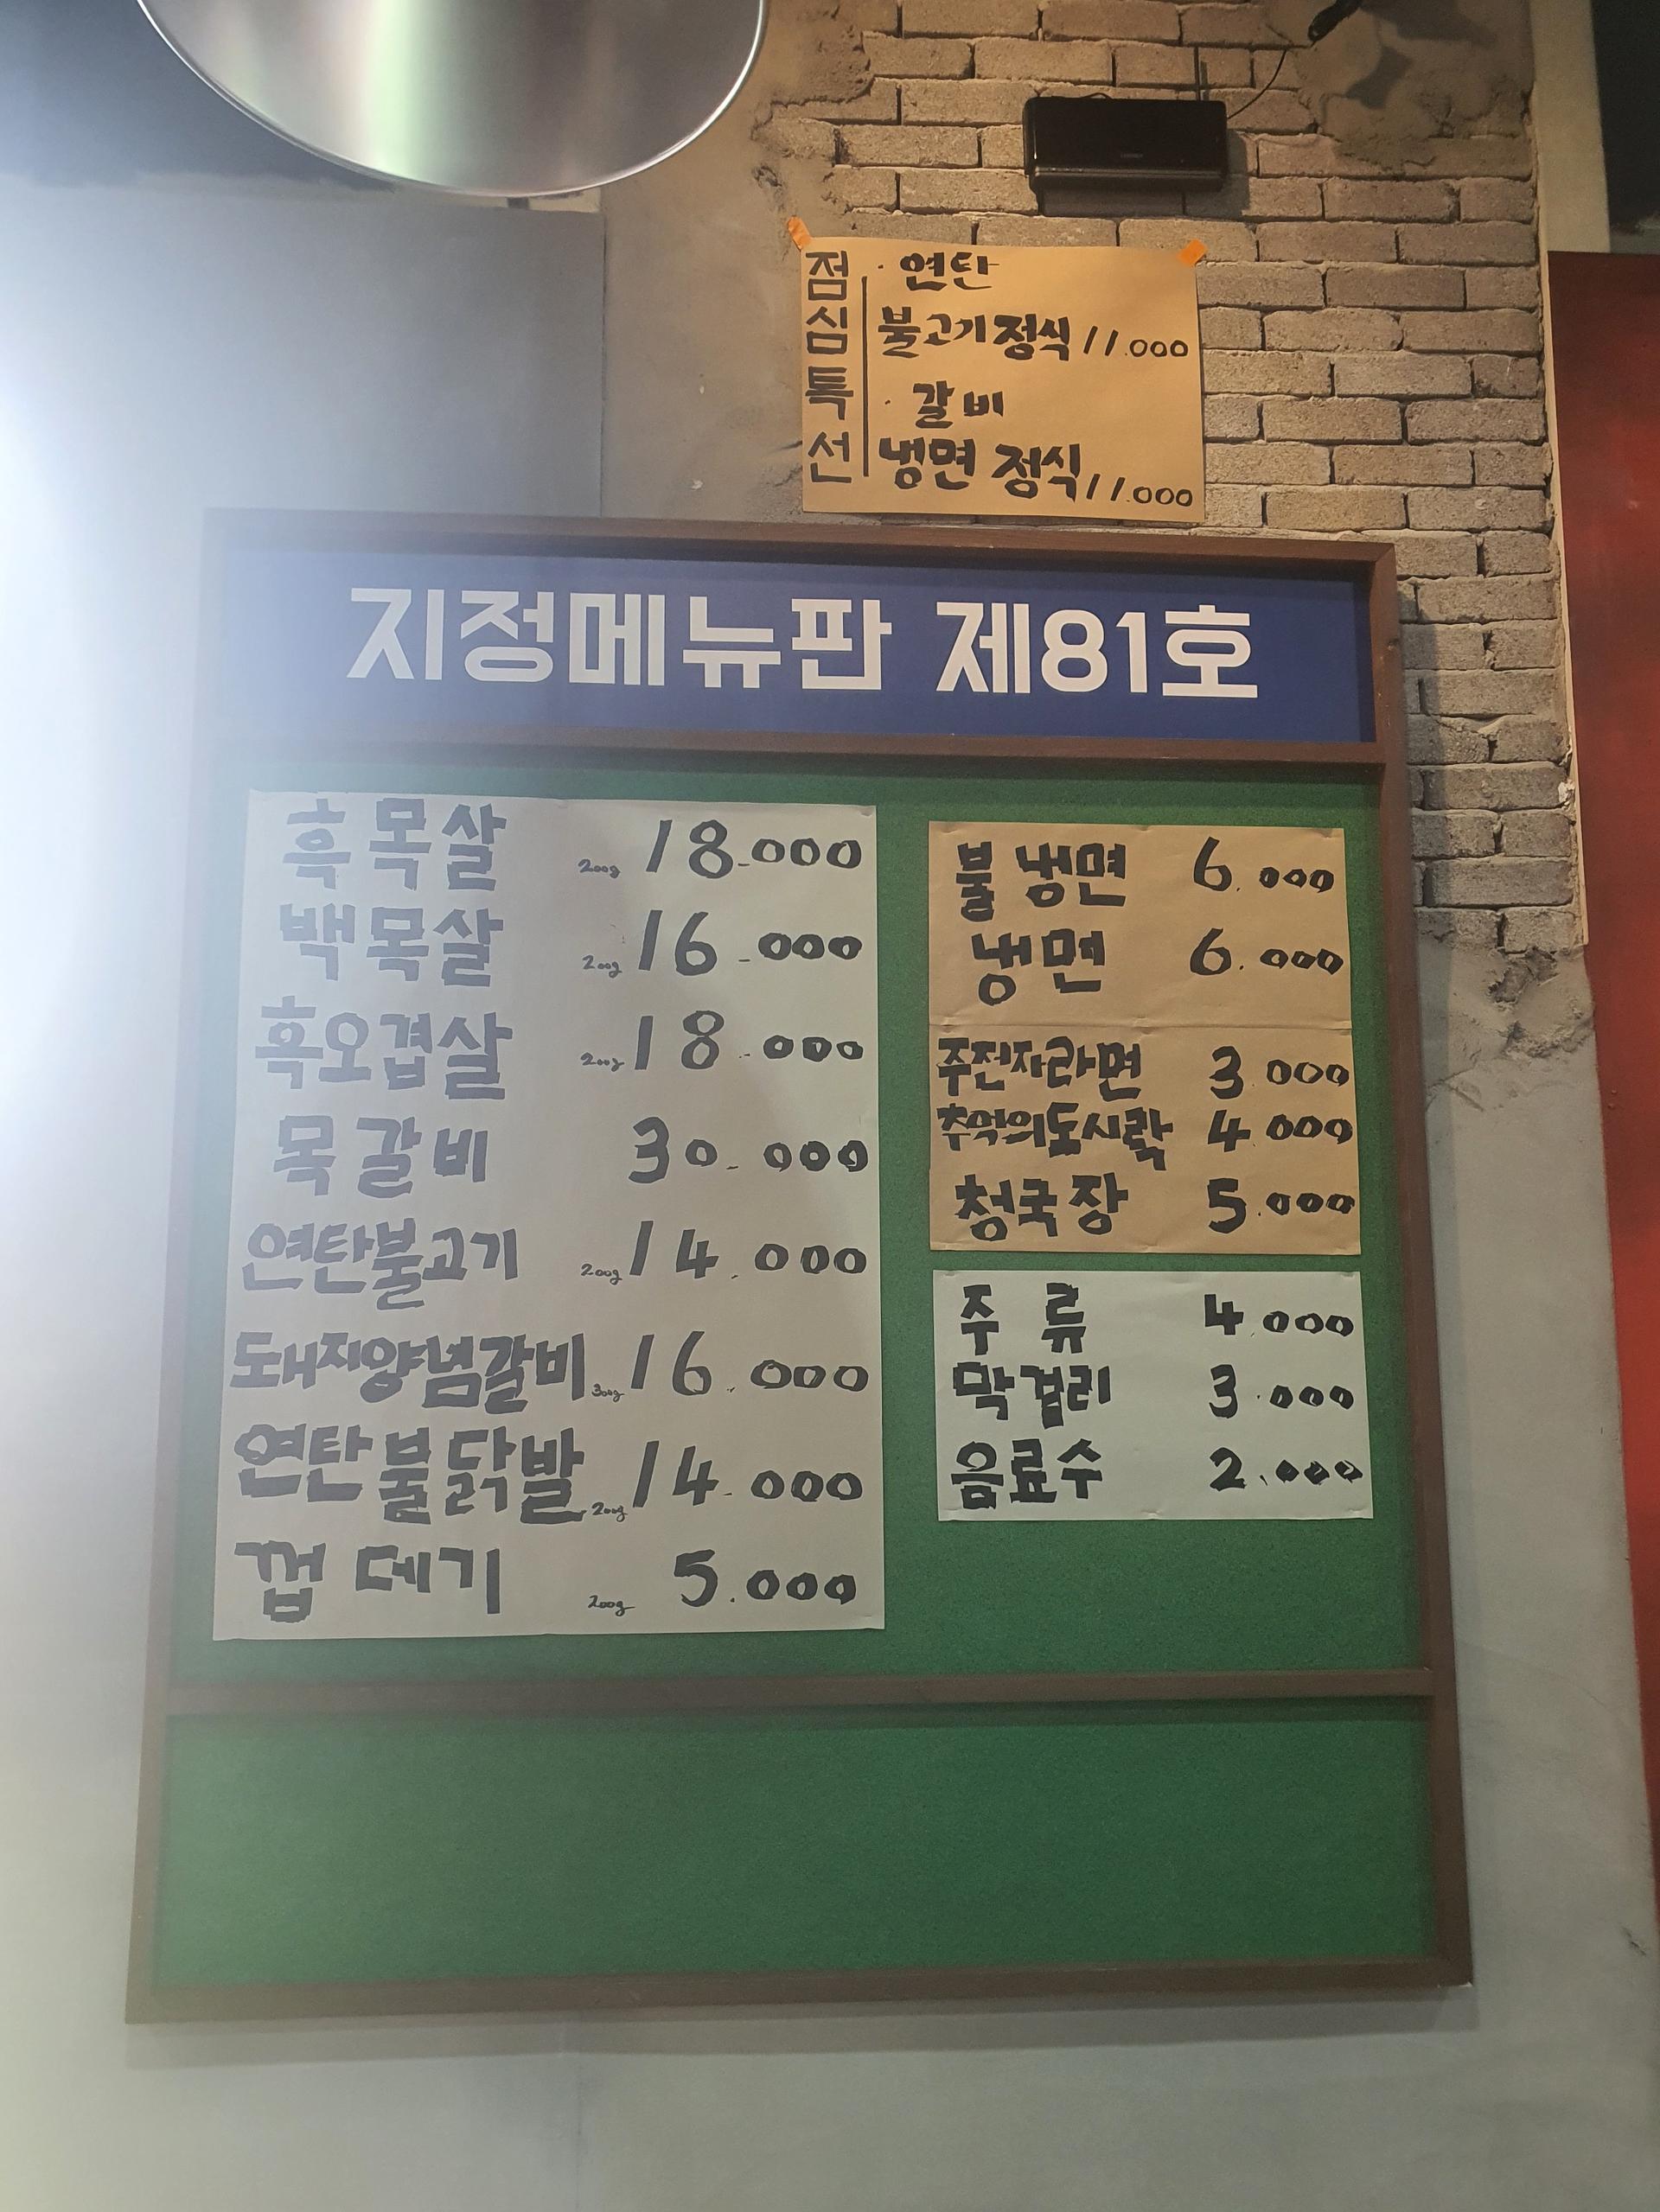 점심특선
· 연탄
불고기정식 11.000
· 갈비
냉면 정식 11.000
지정메뉴판 제81호
흑목살 200g 18-000
백목살 200g 16-000
흑오겹살 200g 18-000
목갈비 30-000
연탄불고기 200g 14.000
돼지양념갈비 300g 16.000
연탄불닭발 200g 14-000
껍데기 200g 5.000
불냉면 6.000
냉면 6.000
주전자라면 3 000
추억의도시락 4 000
청국장 5.000
주류 4.000
막걸리 3.000
음료수 2.000